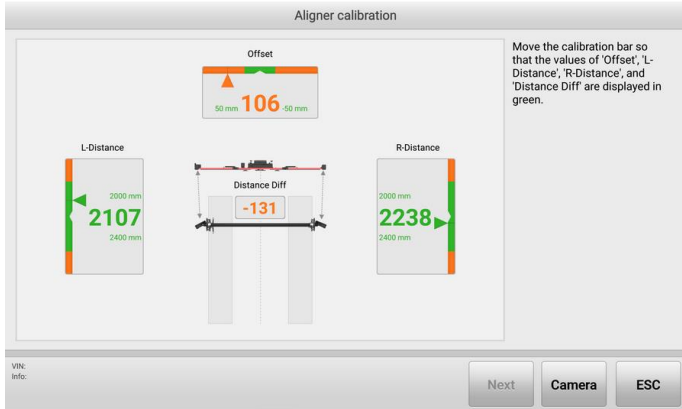 Aligner calibration
Offset
50 mm 106 -50 mm
Move the calibration bar so
that the values of 'Offset', 'L-
Distance', 'R-Distance', and
'Distance Diff' are displayed in
green.
L-Distance
2000 mm
2107
2400 mm
Distance Diff
-131
R-Distance
2000 mm
2238
2400 mm
VIN:
Info:
Next
Camera
ESC